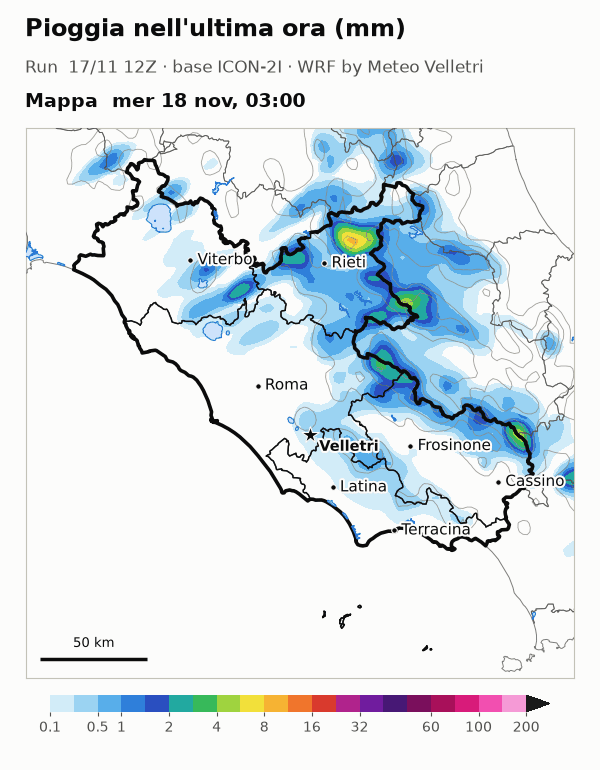 Pioggia nell'ultima ora (mm)
Run 17/11 12Z · base ICON-2I · WRF by Meteo Velletri
Mappa mer 18 nov, 03:00
Viterbo
Rieti
Roma
Velletri
Frosinone
Latina
Cassino
Terracina
50 km
0.1 0.5 1 2 4 8 16 32 60 100 200